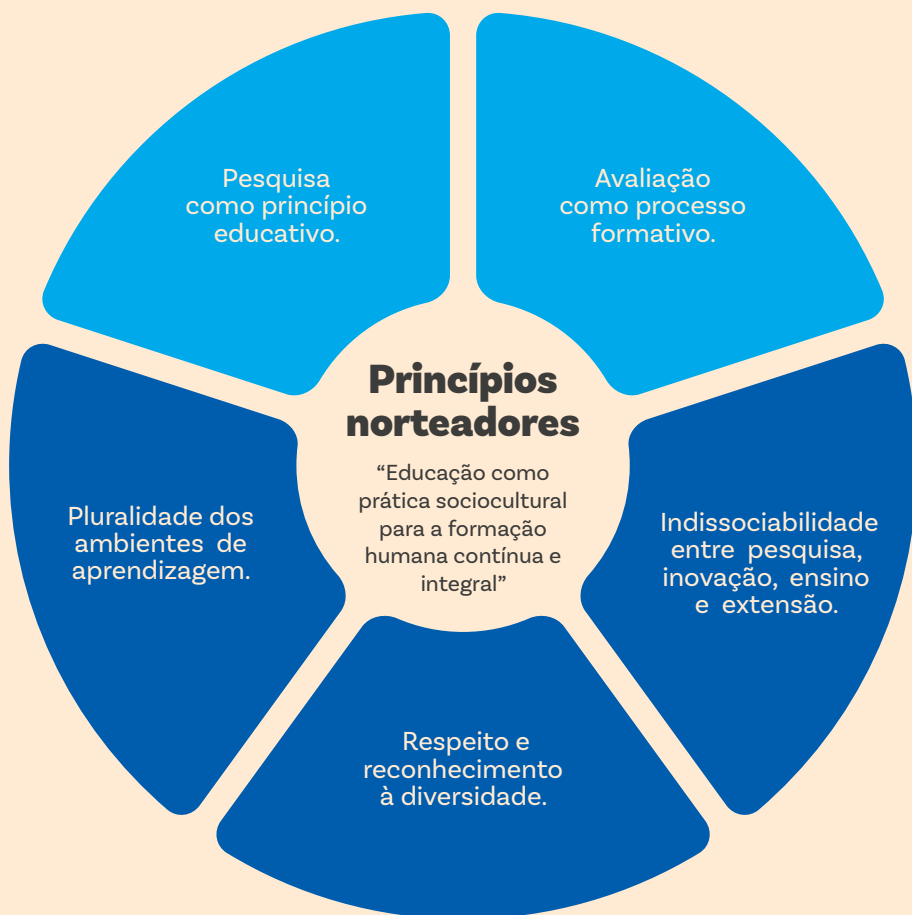 Pesquisa
como princípio
educativo.
Avaliação
como processo
formativo.
Princípios
norteadores
“Educação como
prática sociocultural
para a formação
humana contínua e
integral”
Pluralidade dos
ambientes de
aprendizagem.
Indissociabilidade
entre pesquisa,
inovação, ensino
e extensão.
Respeito e
reconhecimento
à diversidade.